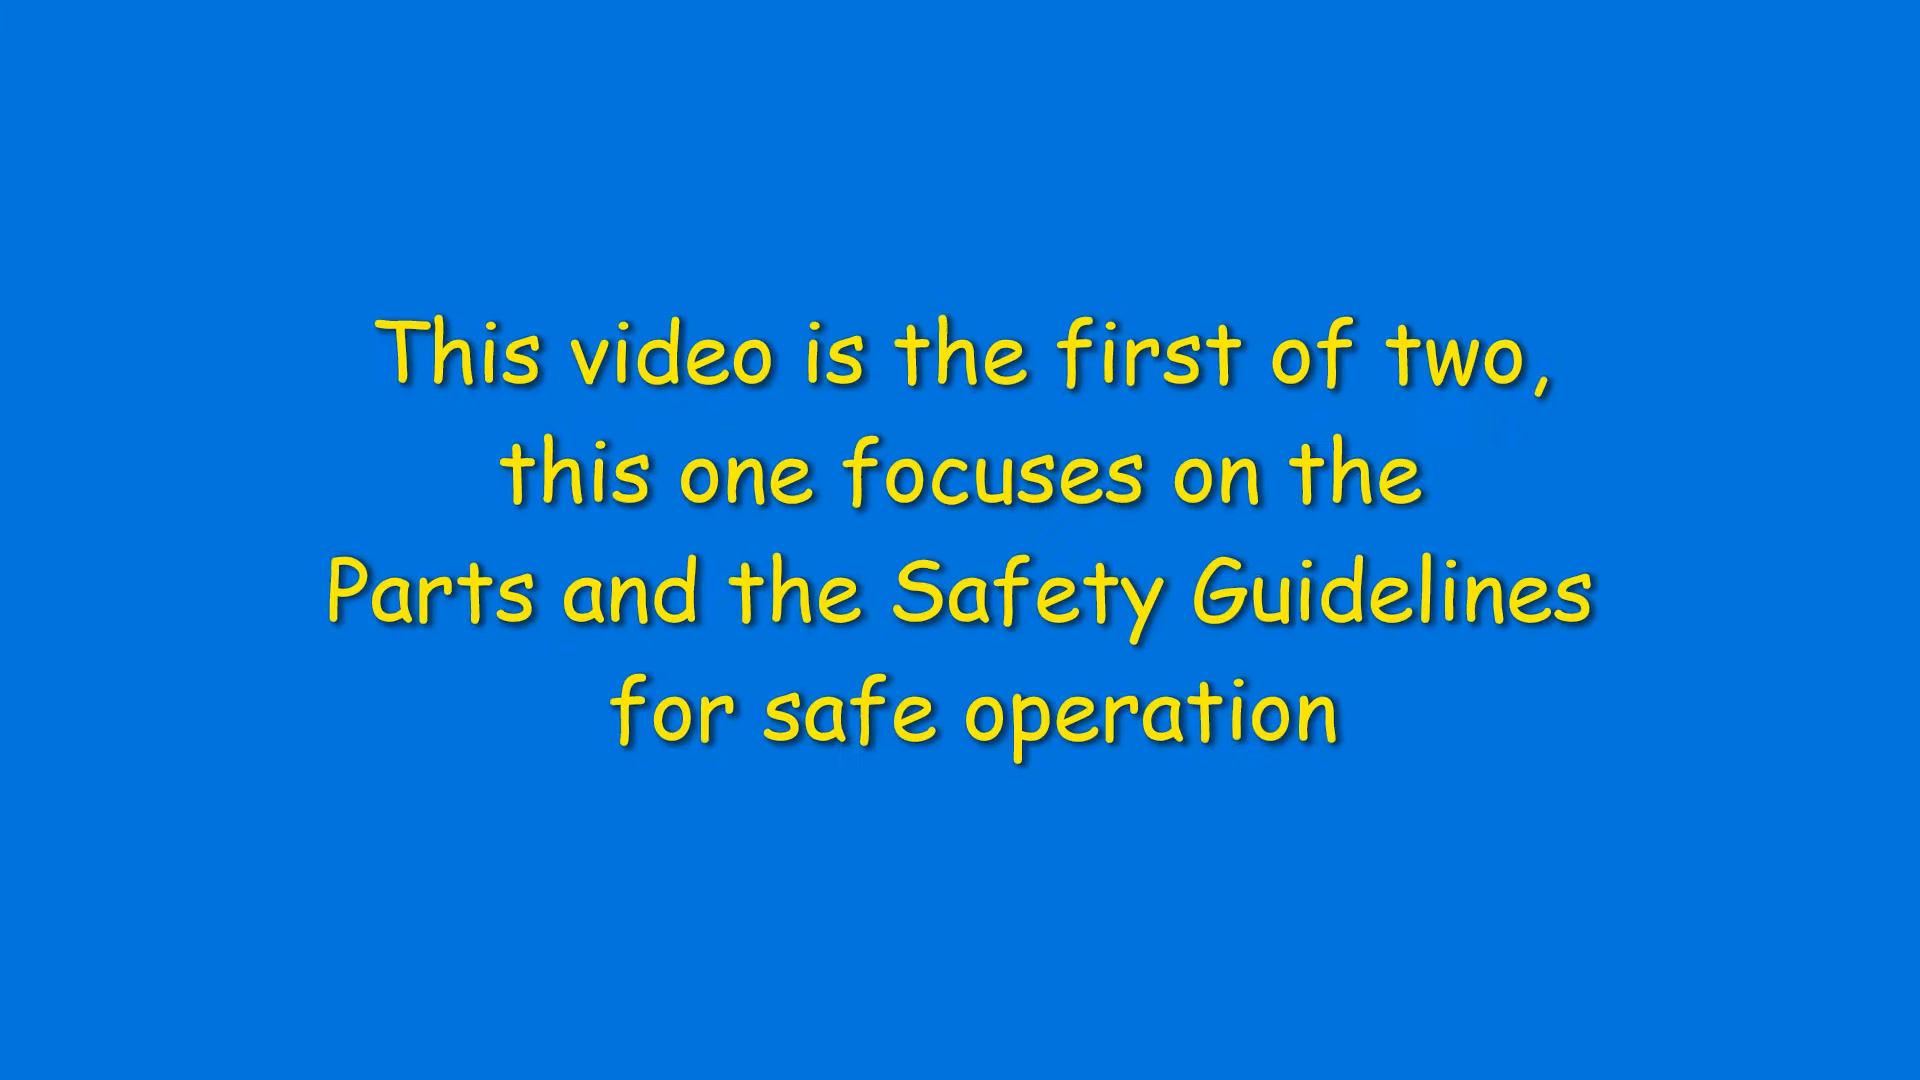 This video is the first of two,
this one focuses on the
Parts and the Safety Guidelines
for safe operation